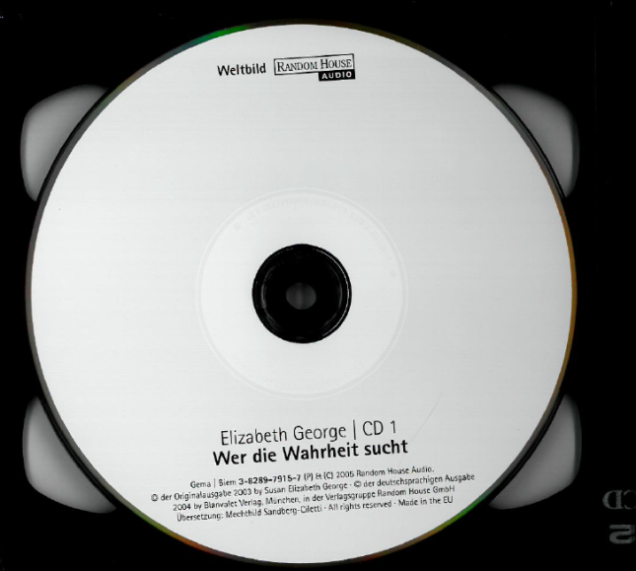 Weltbild RANDOM HOUSE
AUDIO
Elizabeth George | CD 1
Wer die Wahrheit sucht
Gema | Biem 3-8289-7915-7 (P) & (C) 2005 Random House Audio.
© der Originalausgabe 2003 by Susan Elizabeth George · © der deutschsprachigen Ausgabe
2004 by Blanvalet Verlag, München, in der Verlagsgruppe Random House GmbH
Übersetzung: Mechthild Sandberg-Ciletti · All rights reserved · Made in the EU
CD